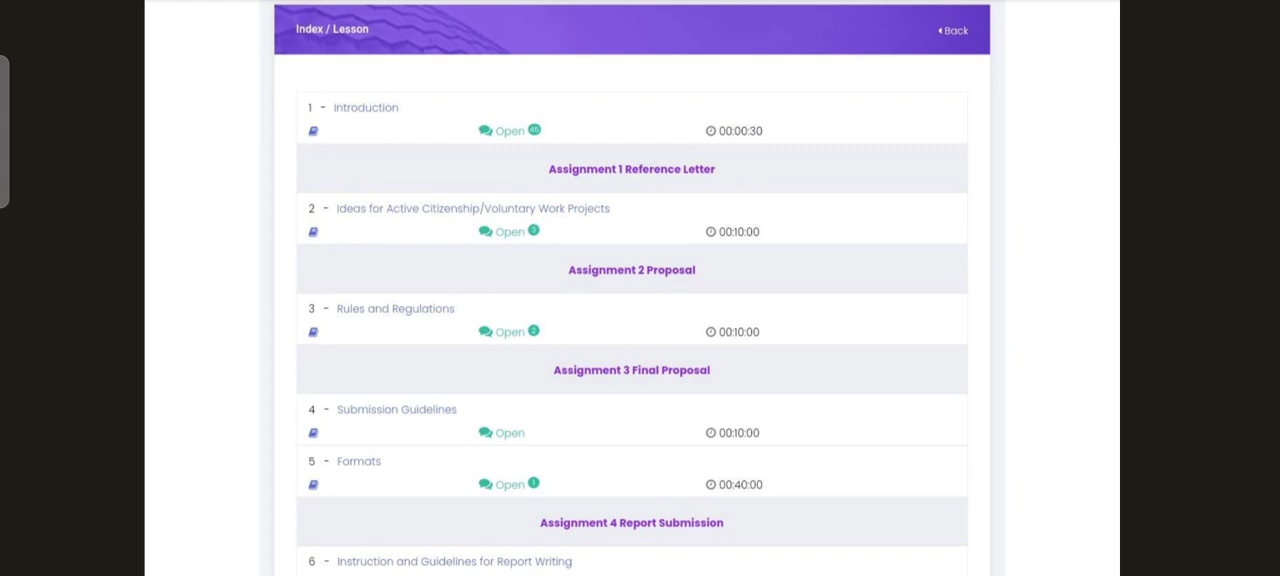 Index / Lesson
Back
1 - Introduction
Open 45
00:00:30
Assignment 1 Reference Letter
2 - Ideas for Active Citizenship/Voluntary Work Projects
Open 3
00:10:00
Assignment 2 Proposal
3 - Rules and Regulations
Open 2
00:10:00
Assignment 3 Final Proposal
4 - Submission Guidelines
Open
00:10:00
5 - Formats
Open 1
00:40:00
Assignment 4 Report Submission
6 - Instruction and Guidelines for Report Writing